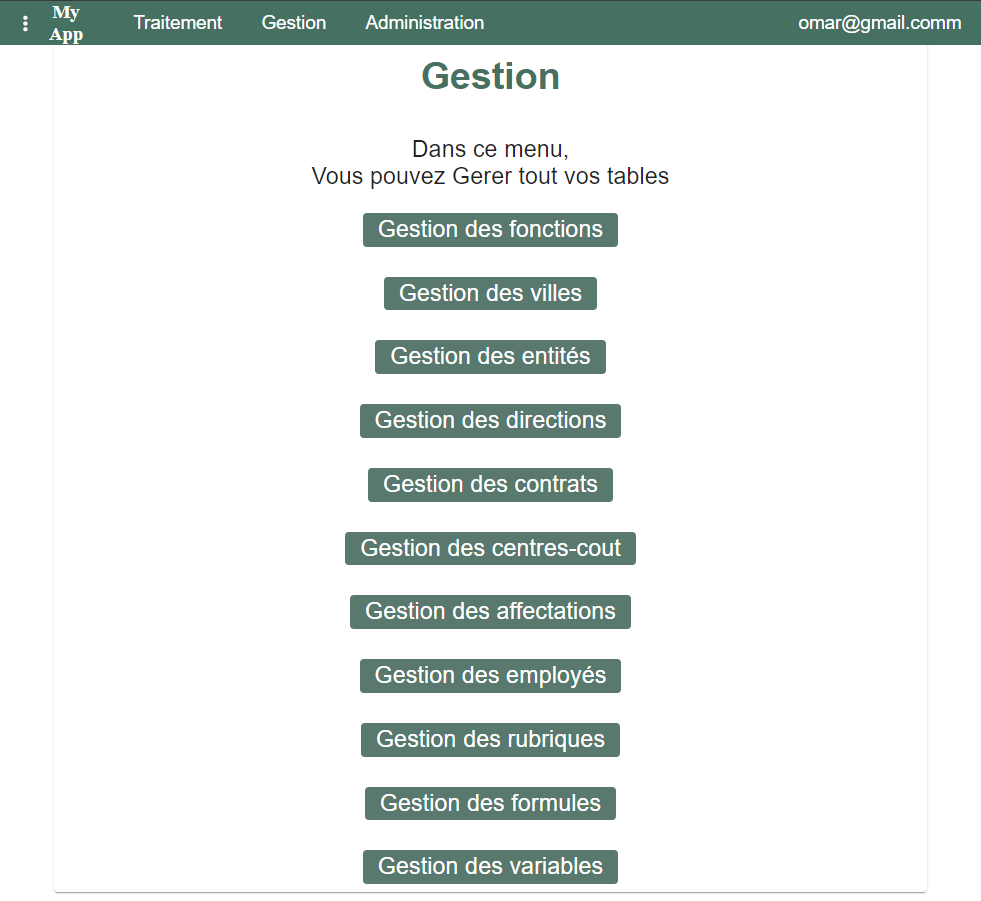 My
App
Traitement Gestion Administration omar@gmail.comm
Gestion
Dans ce menu,
Vous pouvez Gerer tout vos tables
Gestion des fonctions
Gestion des villes
Gestion des entités
Gestion des directions
Gestion des contrats
Gestion des centres-cout
Gestion des affectations
Gestion des employés
Gestion des rubriques
Gestion des formules
Gestion des variables